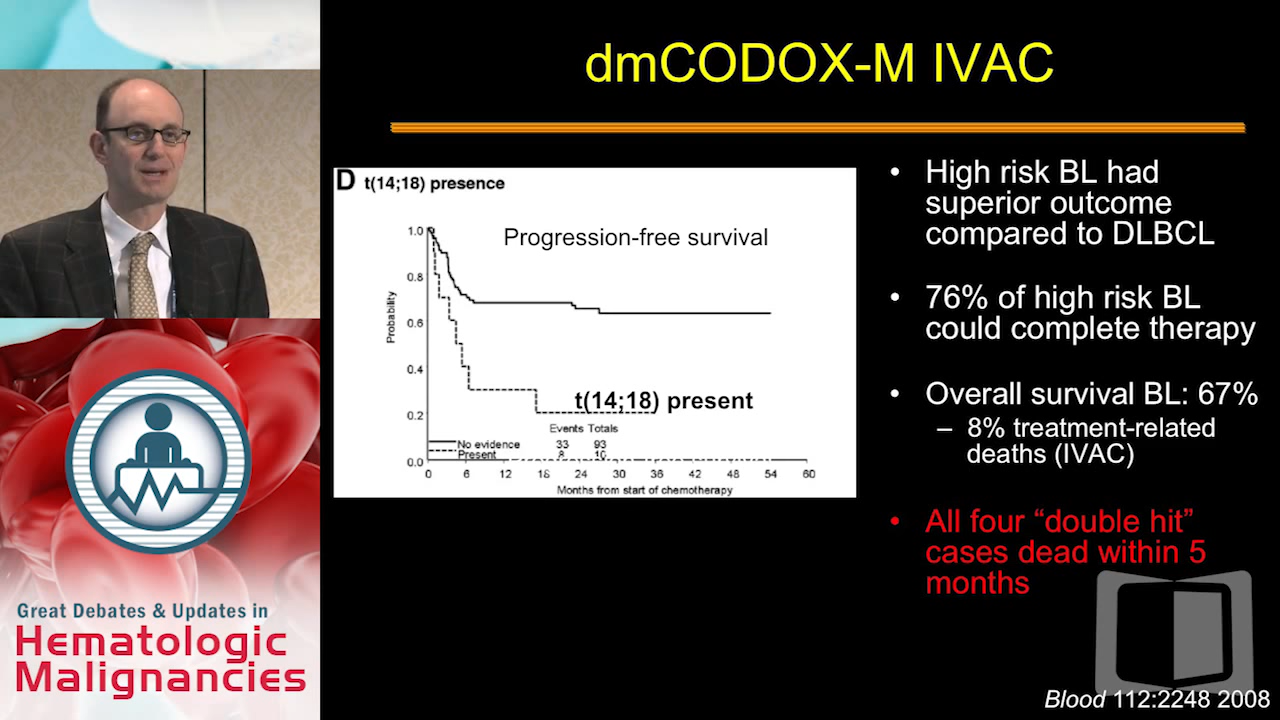 dmCODOX-M IVAC
D t(14;18) presence
Progression-free survival
1.0
0.8
0.6
0.4
0.2
0.0
Probability
t(14;18) present
Events Totals
No evidence 33 93
Present 8 10
0 6 12 18 24 30 36 42 48 54 60
Months from start of chemotherapy
• High risk BL had
superior outcome
compared to DLBCL
• 76% of high risk BL
could complete therapy
• Overall survival BL: 67%
– 8% treatment-related
deaths (IVAC)
• All four “double hit”
cases dead within 5
months
Blood 112:2248 2008
Great Debates & Updates in
Hematologic
Malignancies